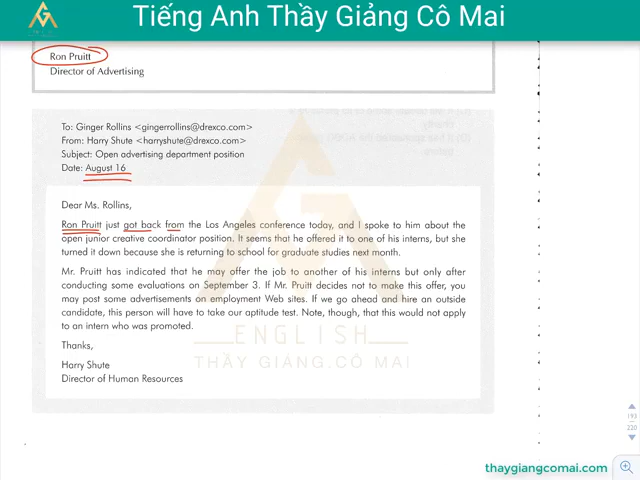 AG
ENGLISH
Tiếng Anh Thầy Giảng Cô Mai
Ron Pruitt
Director of Advertising
To: Ginger Rollins <gingerrollins@drexco.com>
From: Harry Shute <harryshute@drexco.com>
Subject: Open advertising department position
Date: August 16
Dear Ms. Rollins,
Ron Pruitt just got back from the Los Angeles conference today, and I spoke to him about the
open junior creative coordinator position. It seems that he offered it to one of his interns, but she
turned it down because she is returning to school for graduate studies next month.
Mr. Pruitt has indicated that he may offer the job to another of his interns but only after
conducting some evaluations on September 3. If Mr. Pruitt decides not to make this offer, you
may post some advertisements on employment Web sites. If we go ahead and hire an outside
candidate, this person will have to take our aptitude test. Note, though, that this would not apply
to an intern who was promoted.
ENGLISH
Thanks,
THẦY GIẢNG.CÔ MAI
Harry Shute
Director of Human Resources
193
220
thaygiangcomai.com